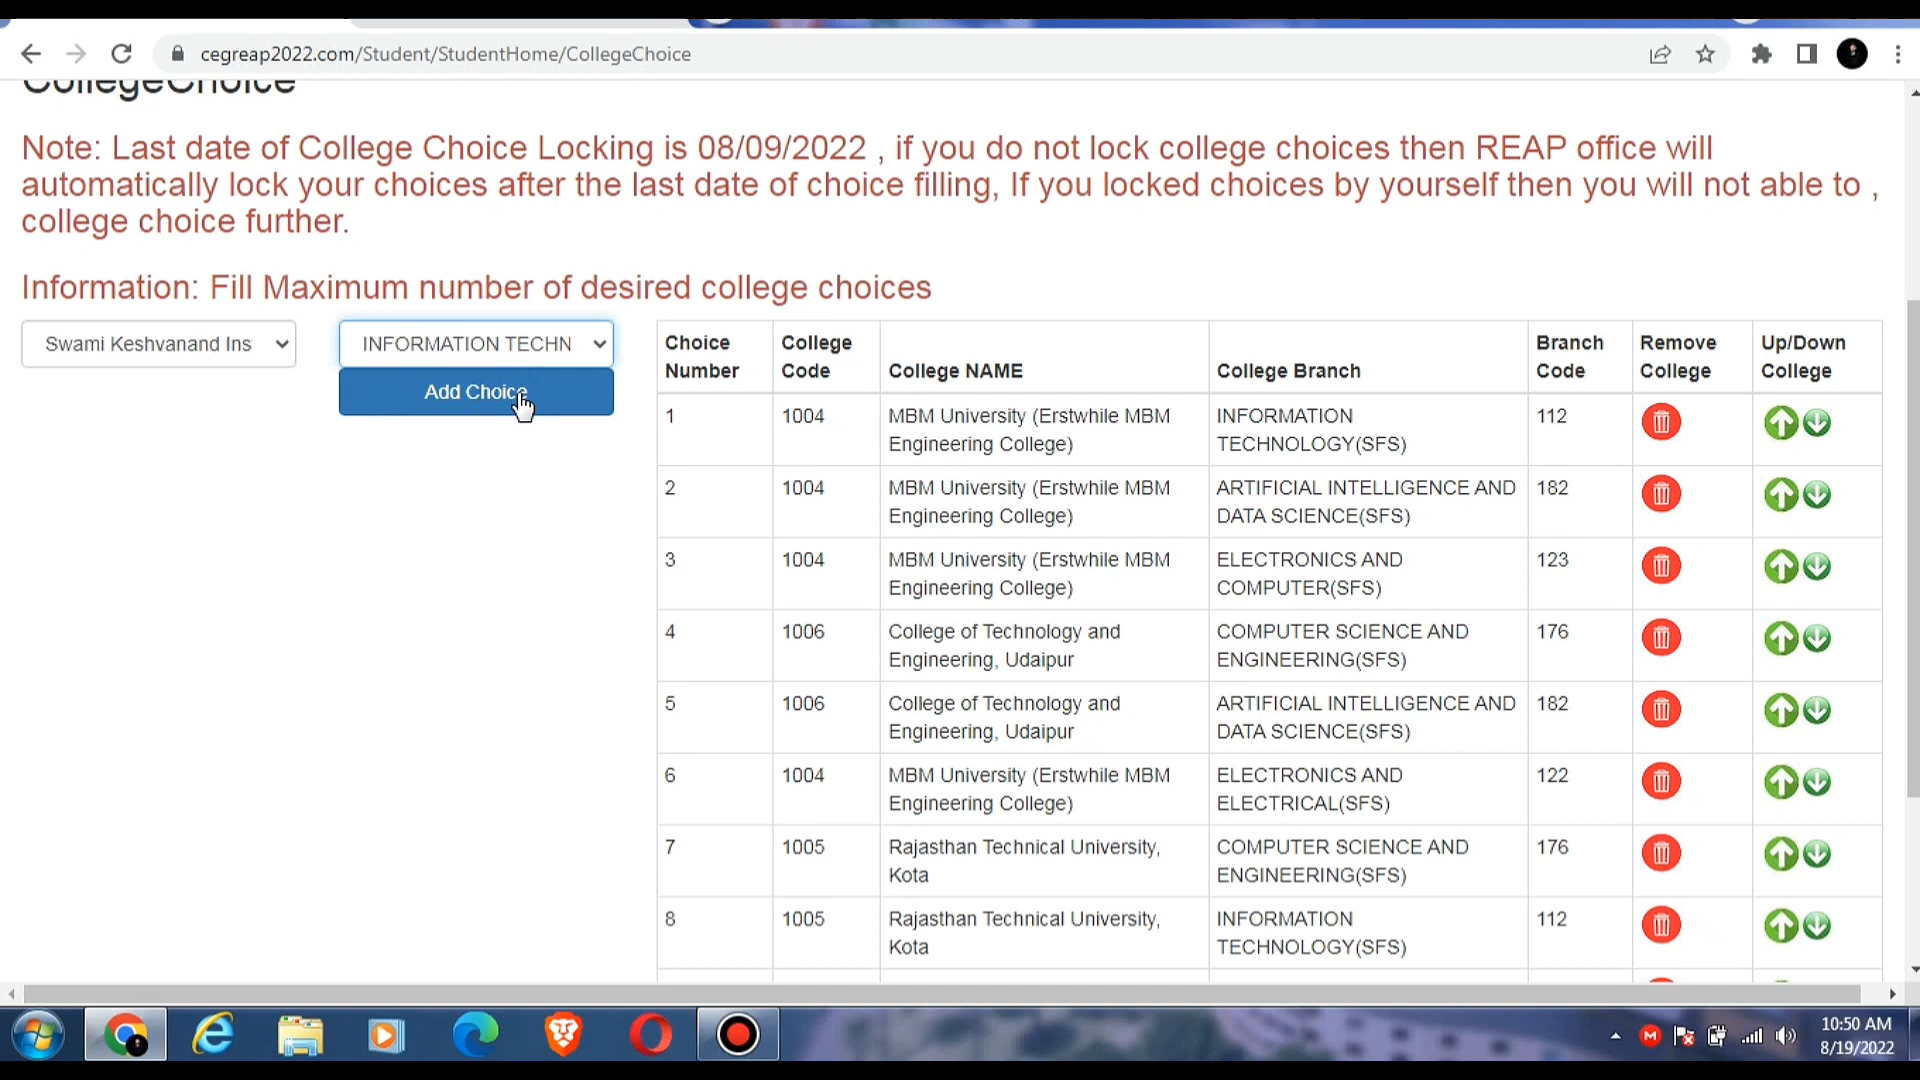 cegreap2022.com/Student/StudentHome/CollegeChoice
CollegeChoice
Note: Last date of College Choice Locking is 08/09/2022 , if you do not lock college choices then REAP office will
automatically lock your choices after the last date of choice filling, If you locked choices by yourself then you will not able to ,
college choice further.
Information: Fill Maximum number of desired college choices
Swami Keshvanand Ins
INFORMATION TECHN
Add Choice
Choice Number College Code College NAME College Branch Branch Code Remove College Up/Down College
1 1004 MBM University (Erstwhile MBM Engineering College) INFORMATION TECHNOLOGY(SFS) 112
2 1004 MBM University (Erstwhile MBM Engineering College) ARTIFICIAL INTELLIGENCE AND DATA SCIENCE(SFS) 182
3 1004 MBM University (Erstwhile MBM Engineering College) ELECTRONICS AND COMPUTER(SFS) 123
4 1006 College of Technology and Engineering, Udaipur COMPUTER SCIENCE AND ENGINEERING(SFS) 176
5 1006 College of Technology and Engineering, Udaipur ARTIFICIAL INTELLIGENCE AND DATA SCIENCE(SFS) 182
6 1004 MBM University (Erstwhile MBM Engineering College) ELECTRONICS AND ELECTRICAL(SFS) 122
7 1005 Rajasthan Technical University, Kota COMPUTER SCIENCE AND ENGINEERING(SFS) 176
8 1005 Rajasthan Technical University, Kota INFORMATION TECHNOLOGY(SFS) 112
10:50 AM
8/19/2022